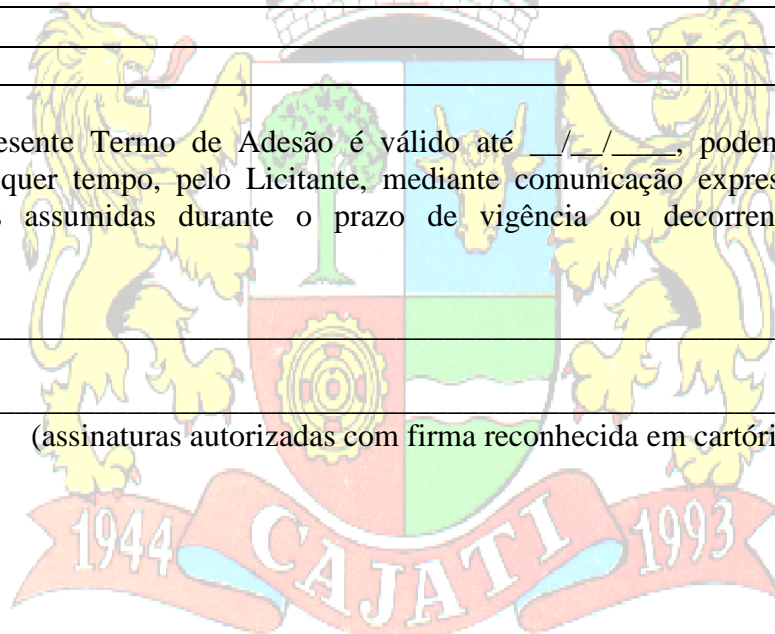 esente Termo de Adesão é válido até __/__/____, poden
lquer tempo, pelo Licitante, mediante comunicação expres
s assumidas durante o prazo de vigência ou decorren
(assinaturas autorizadas com firma reconhecida em cartóri
1944 CAJATI 1993